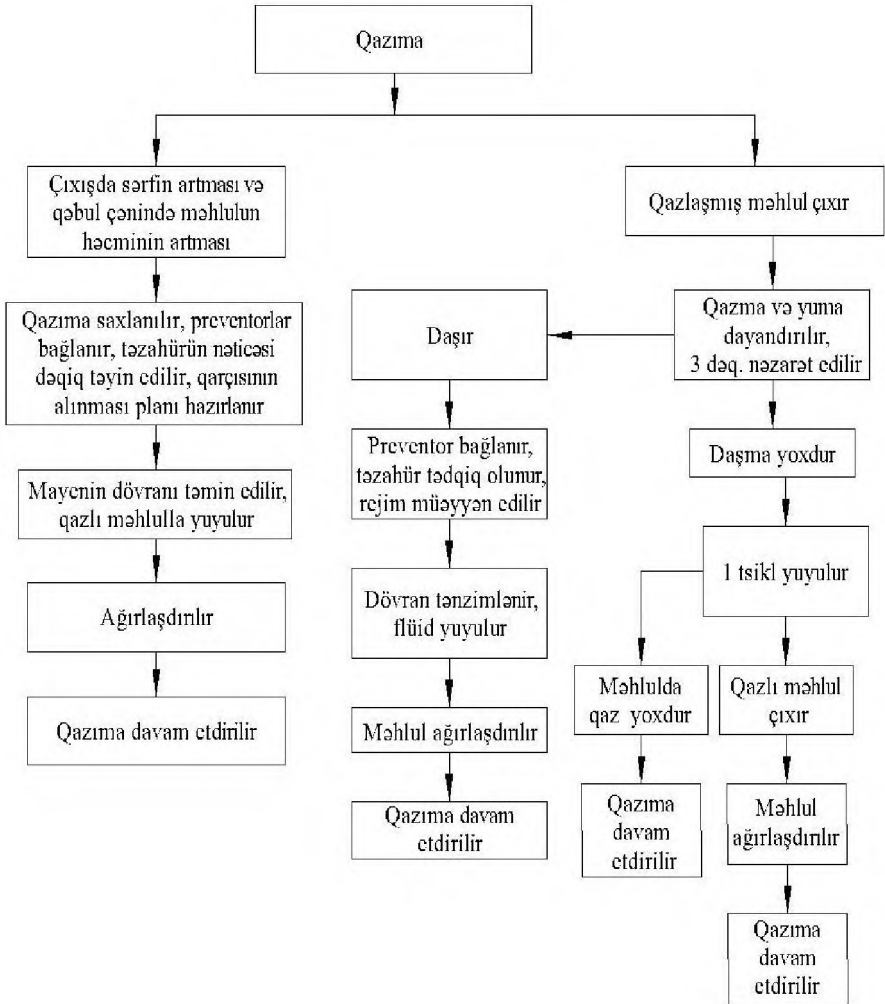 Qazıma
Çıxışda sərfin artması və
qəbul çənində məhlulun
həcminin artması
Qazıma saxlanılır, preventorlar
bağlanır, təzahürün nəticəsi
dəqiq təyin edilir, qarçısının
alınması planı hazırlanır
Mayenin dövranı təmin edilir,
qazlı məhlulla yuyulur
Ağırlaşdırılır
Qazıma davam etdirilir
Qazlaşmış məhlul çıxır
Qazma və yuma
dayandırılır,
3 dəq. nəzarət edilir
Daşır
Preventor bağlanır,
təzahür tədqiq olunur,
rejim müəyyən edilir
Dövran tənzimlənir,
flüid yuyulur
Məhlul ağırlaşdırılır
Qazıma davam
etdirilir
Daşma yoxdur
1 tsikl yuyulur
Məhlulda
qaz yoxdur
Qazıma
davam
etdirilir
Qazlı məhlul
çıxır
Məhlul
ağırlaşdırılır
Qazıma
davam
etdirilir